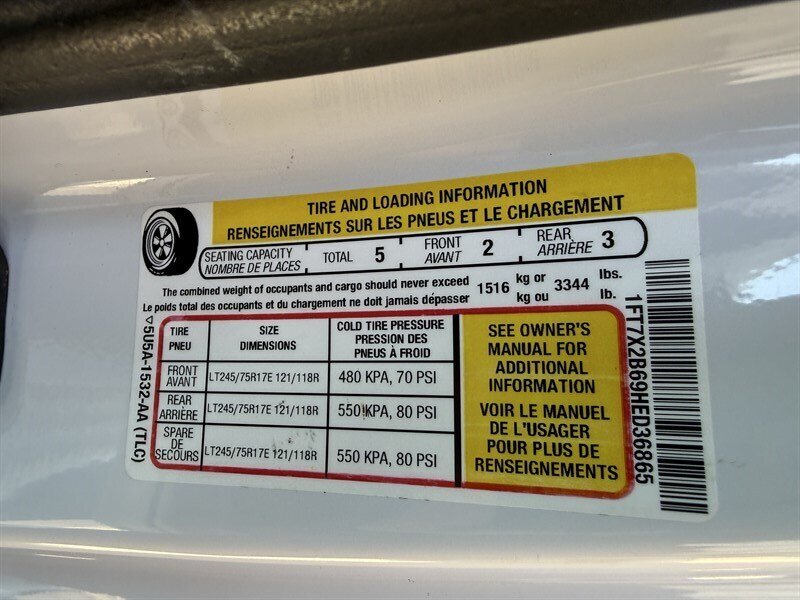 TIRE AND LOADING INFORMATION
RENSEIGNEMENTS SUR LES PNEUS ET LE CHARGEMENT
SEATING CAPACITY
NOMBRE DE PLACES
TOTAL 5
FRONT
AVANT 2
REAR
ARRIÈRE 3
The combined weight of occupants and cargo should never exceed 1516 kg or 3344 lbs.
Le poids total des occupants et du chargement ne doit jamais dépasser kg ou lb.
TIRE
PNEU
SIZE
DIMENSIONS
COLD TIRE PRESSURE
PRESSION DES
PNEUS À FROID
FRONT
AVANT
LT245/75R17E 121/118R
480 KPA, 70 PSI
REAR
ARRIÈRE
LT245/75R17E 121/118R
550 KPA, 80 PSI
SPARE
DE
SECOURS
LT245/75R17E 121/118R
550 KPA, 80 PSI
SEE OWNER'S
MANUAL FOR
ADDITIONAL
INFORMATION
VOIR LE MANUEL
DE L'USAGER
POUR PLUS DE
RENSEIGNEMENTS
5U5A-1532-AA (TLC)
1FT7X2B69HED36865